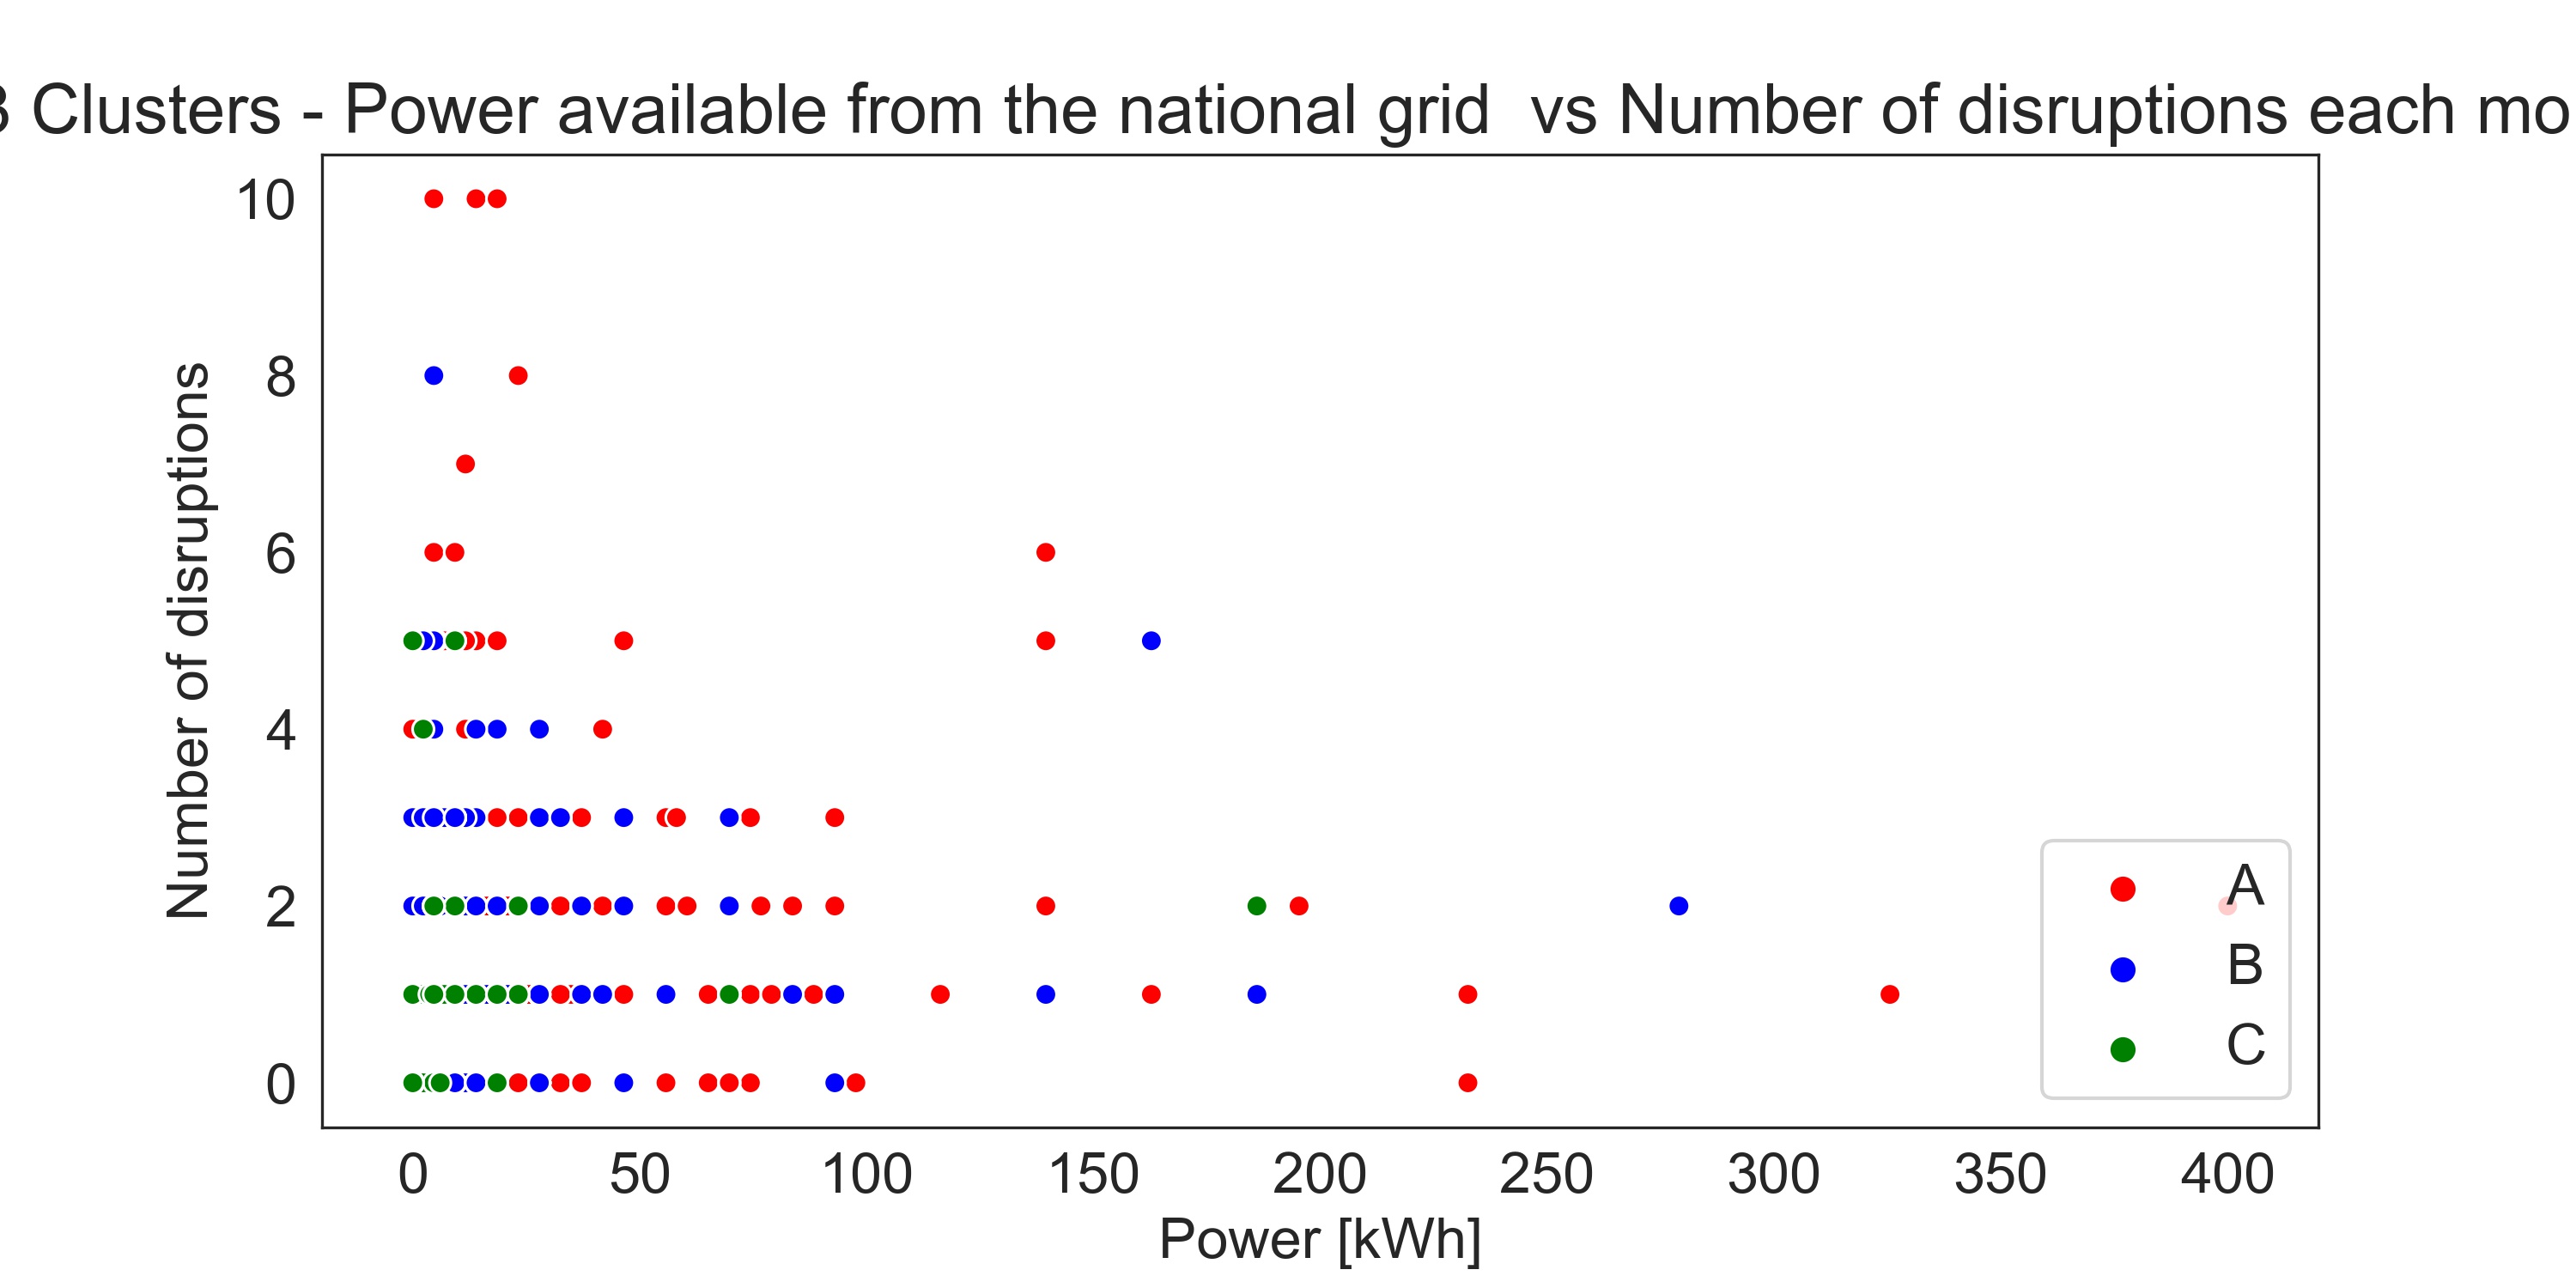 3 Clusters - Power available from the national grid  vs Number of disruptions each mo
10
8
6
4
2
0
Number of disruptions
A
B
C
0 50 100 150 200 250 300 350 400
Power [kWh]